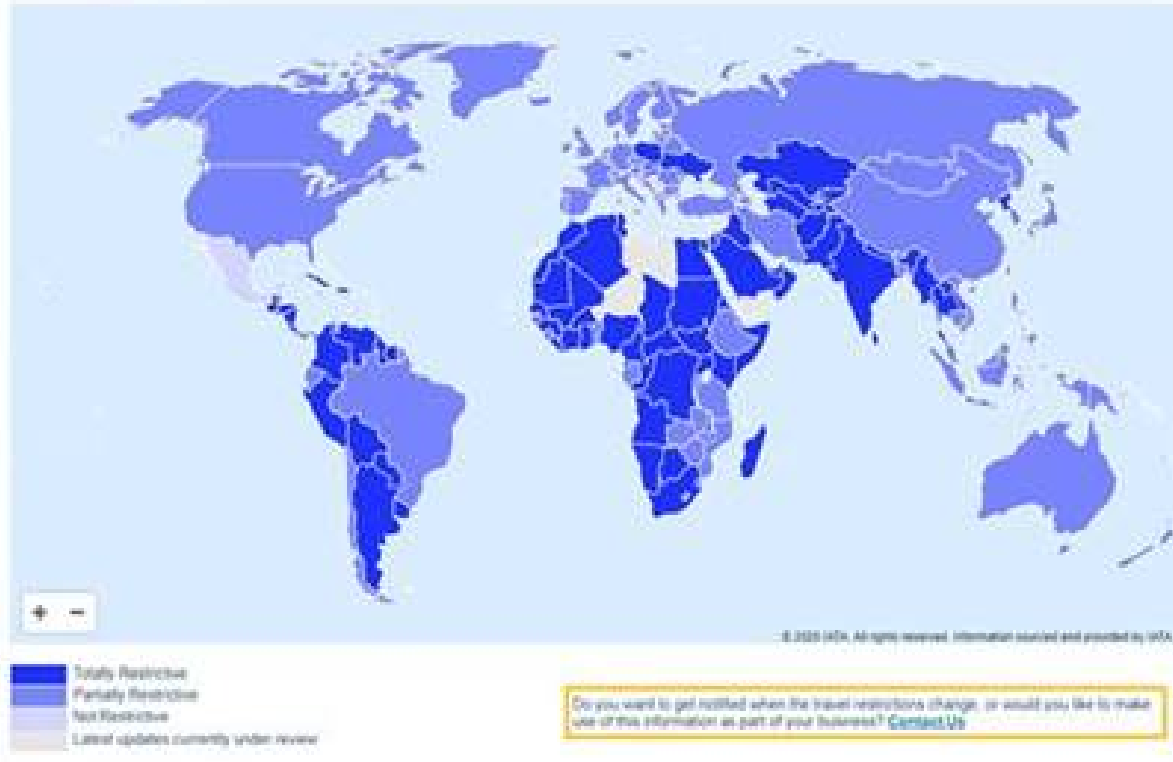 + −
© 2020 IATA. All rights reserved. Information sourced and provided by IATA
Totally Restrictive
Partially Restrictive
Not Restrictive
Latest updates currently under review
Do you want to get notified when the travel restrictions change, or would you like to make
use of this information as part of your business? Contact Us